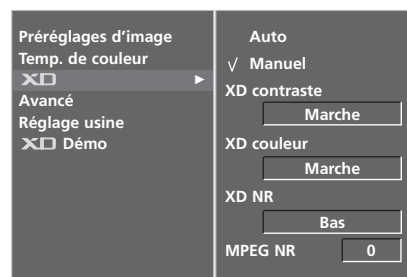 Préréglages d'image
Temp. de couleur
XD
Avancé
Réglage usine
XD Démo
Auto
√ Manuel
XD contraste
Marche
XD couleur
Marche
XD NR
Bas
MPEG NR 0